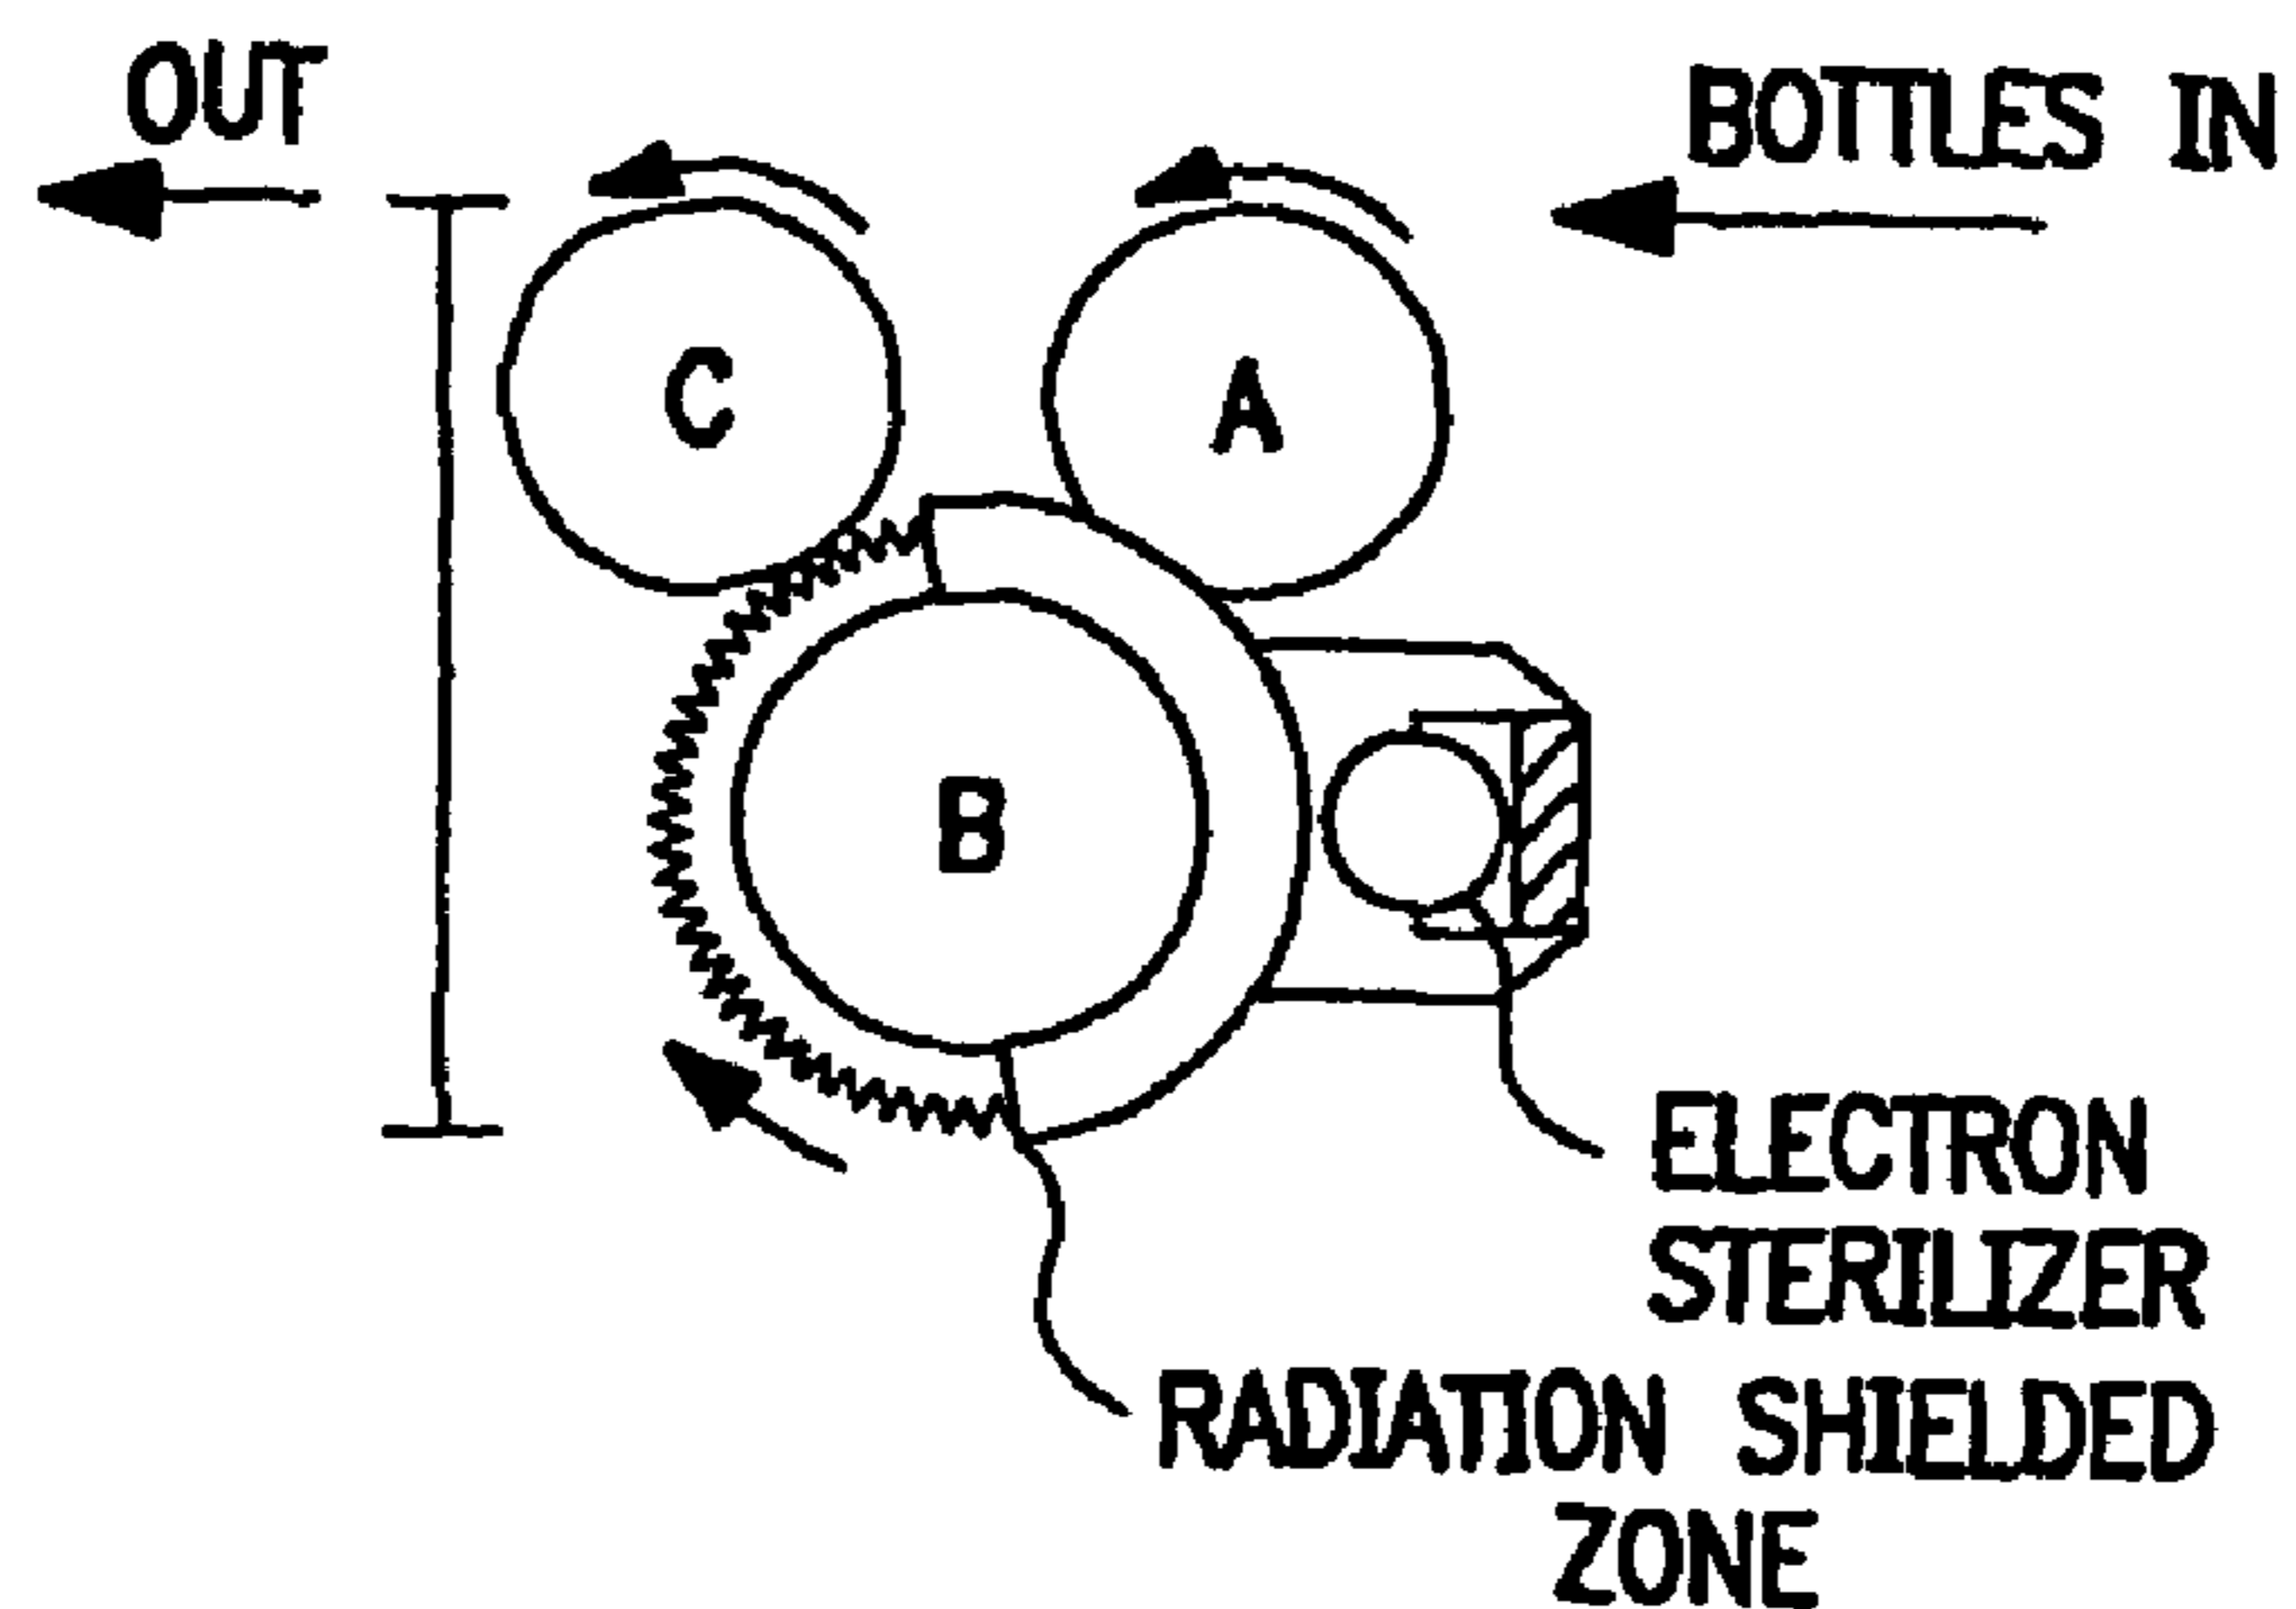 OUT
BOTTLES IN
C
A
B
ELECTRON
STERILIZER
RADIATION SHIELDED
ZONE